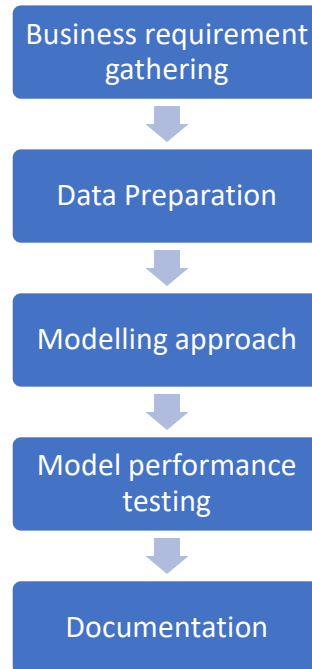 Business requirement
gathering
Data Preparation
Modelling approach
Model performance
testing
Documentation